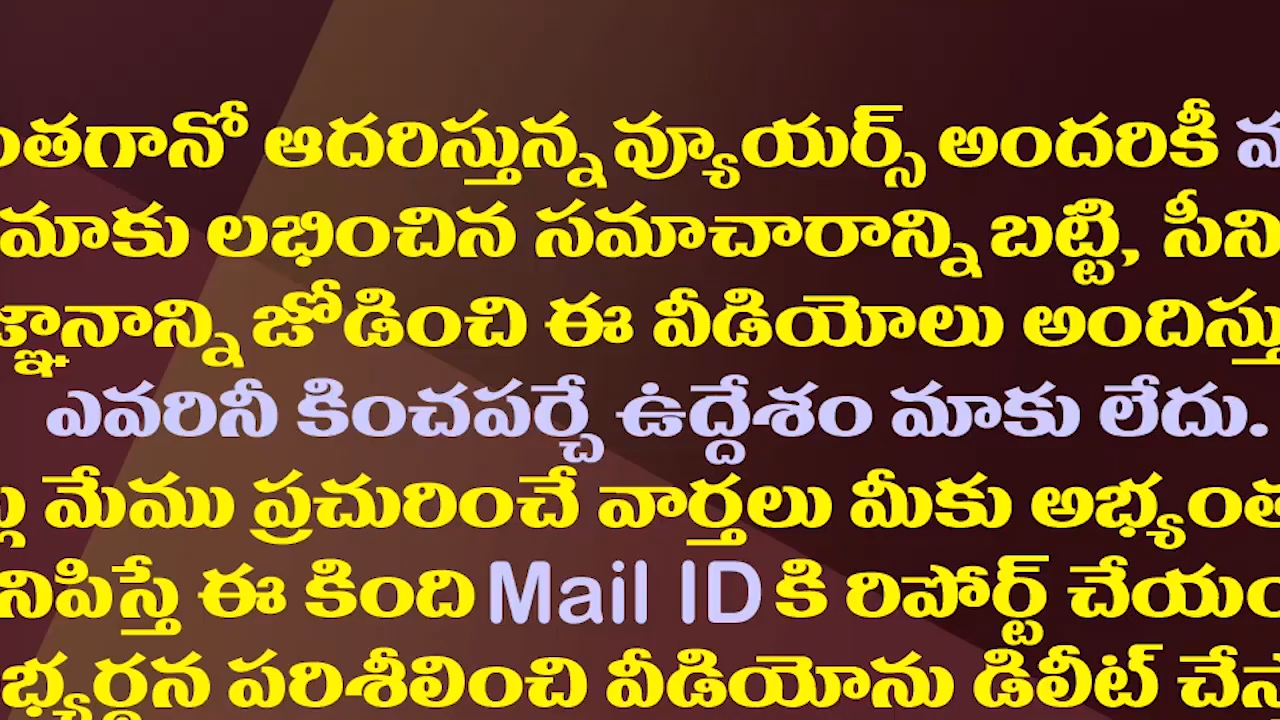 ఆదరిస్తున్న వ్యూయర్స్ అందరికీ
మాకు లభించిన సమాచారాన్ని బట్టి, సీని
జోడించి ఈ వీడియోలు
ఎవరినీ కించపర్చే ఉద్దేశం మాకు లేదు.
మేము ప్రచురించే వార్తలు మీకు
ఈ కింది Mail ID కి రిపోర్ట్
పరిశీలించి వీడియోను డిలీట్